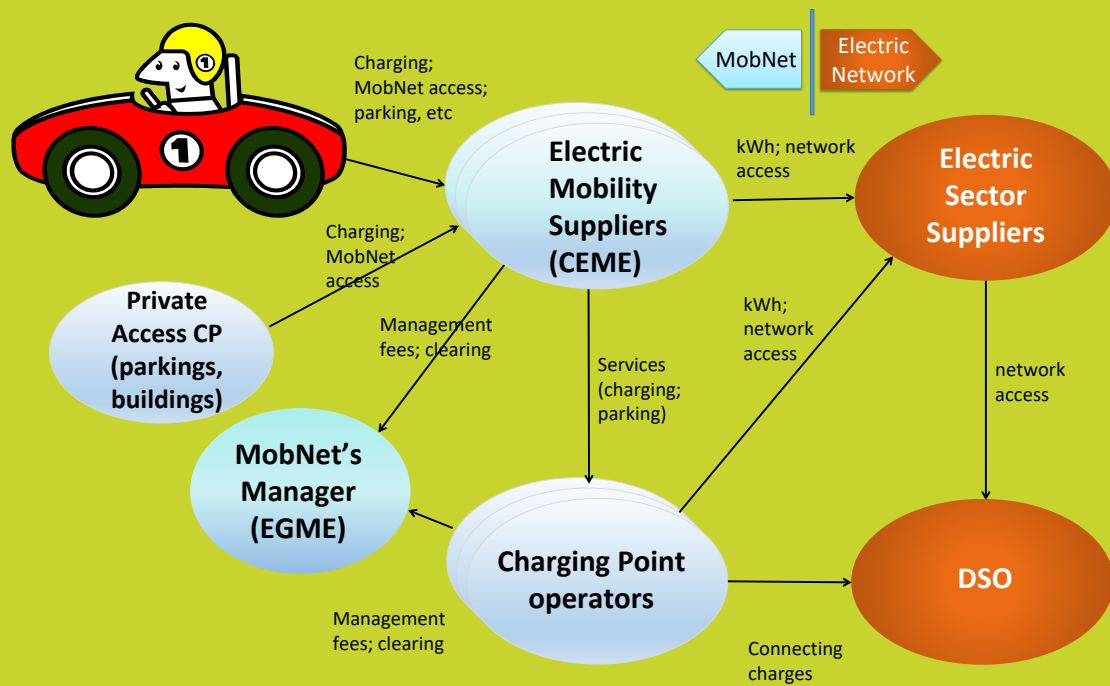 1
1
Charging;
MobNet access;
parking, etc
MobNet
Electric
Network
Electric
Mobility
Suppliers
(CEME)
kWh; network
access
Electric
Sector
Suppliers
Charging;
MobNet
access
Private
Access CP
(parkings,
buildings)
Management
fees; clearing
kWh;
network
access
Services
(charging;
parking)
network
access
MobNet’s
Manager
(EGME)
Charging Point
operators
DSO
Management
fees; clearing
Connecting
charges